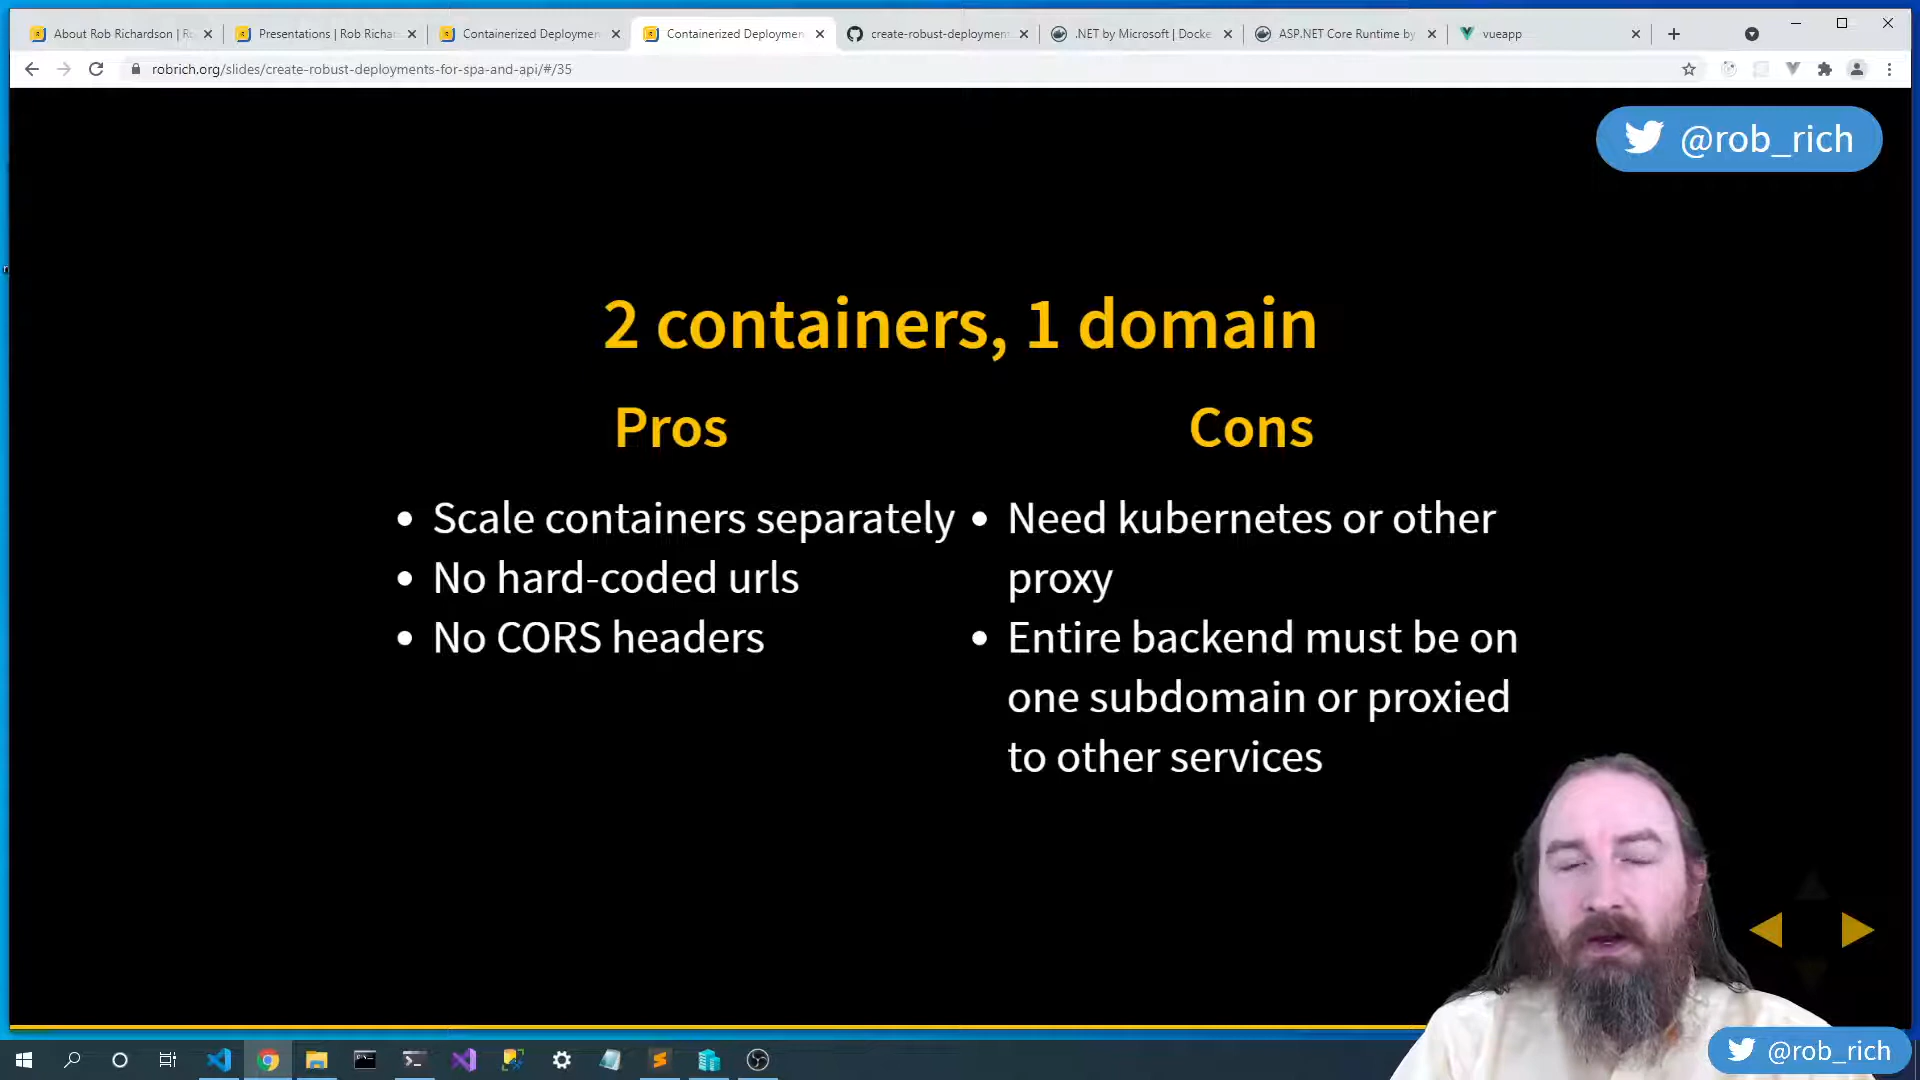 About Rob Richardson | R
Presentations | Rob Richar
Containerized Deploymen
Containerized Deploymen
create-robust-deployment
.NET by Microsoft | Docke
ASP.NET Core Runtime by
vueapp
robrich.org/slides/create-robust-deployments-for-spa-and-api/#/35
@rob_rich
2 containers, 1 domain
Pros
Scale containers separately
No hard-coded urls
No CORS headers
Cons
Need kubernetes or other
proxy
Entire backend must be on
one subdomain or proxied
to other services
@rob_rich